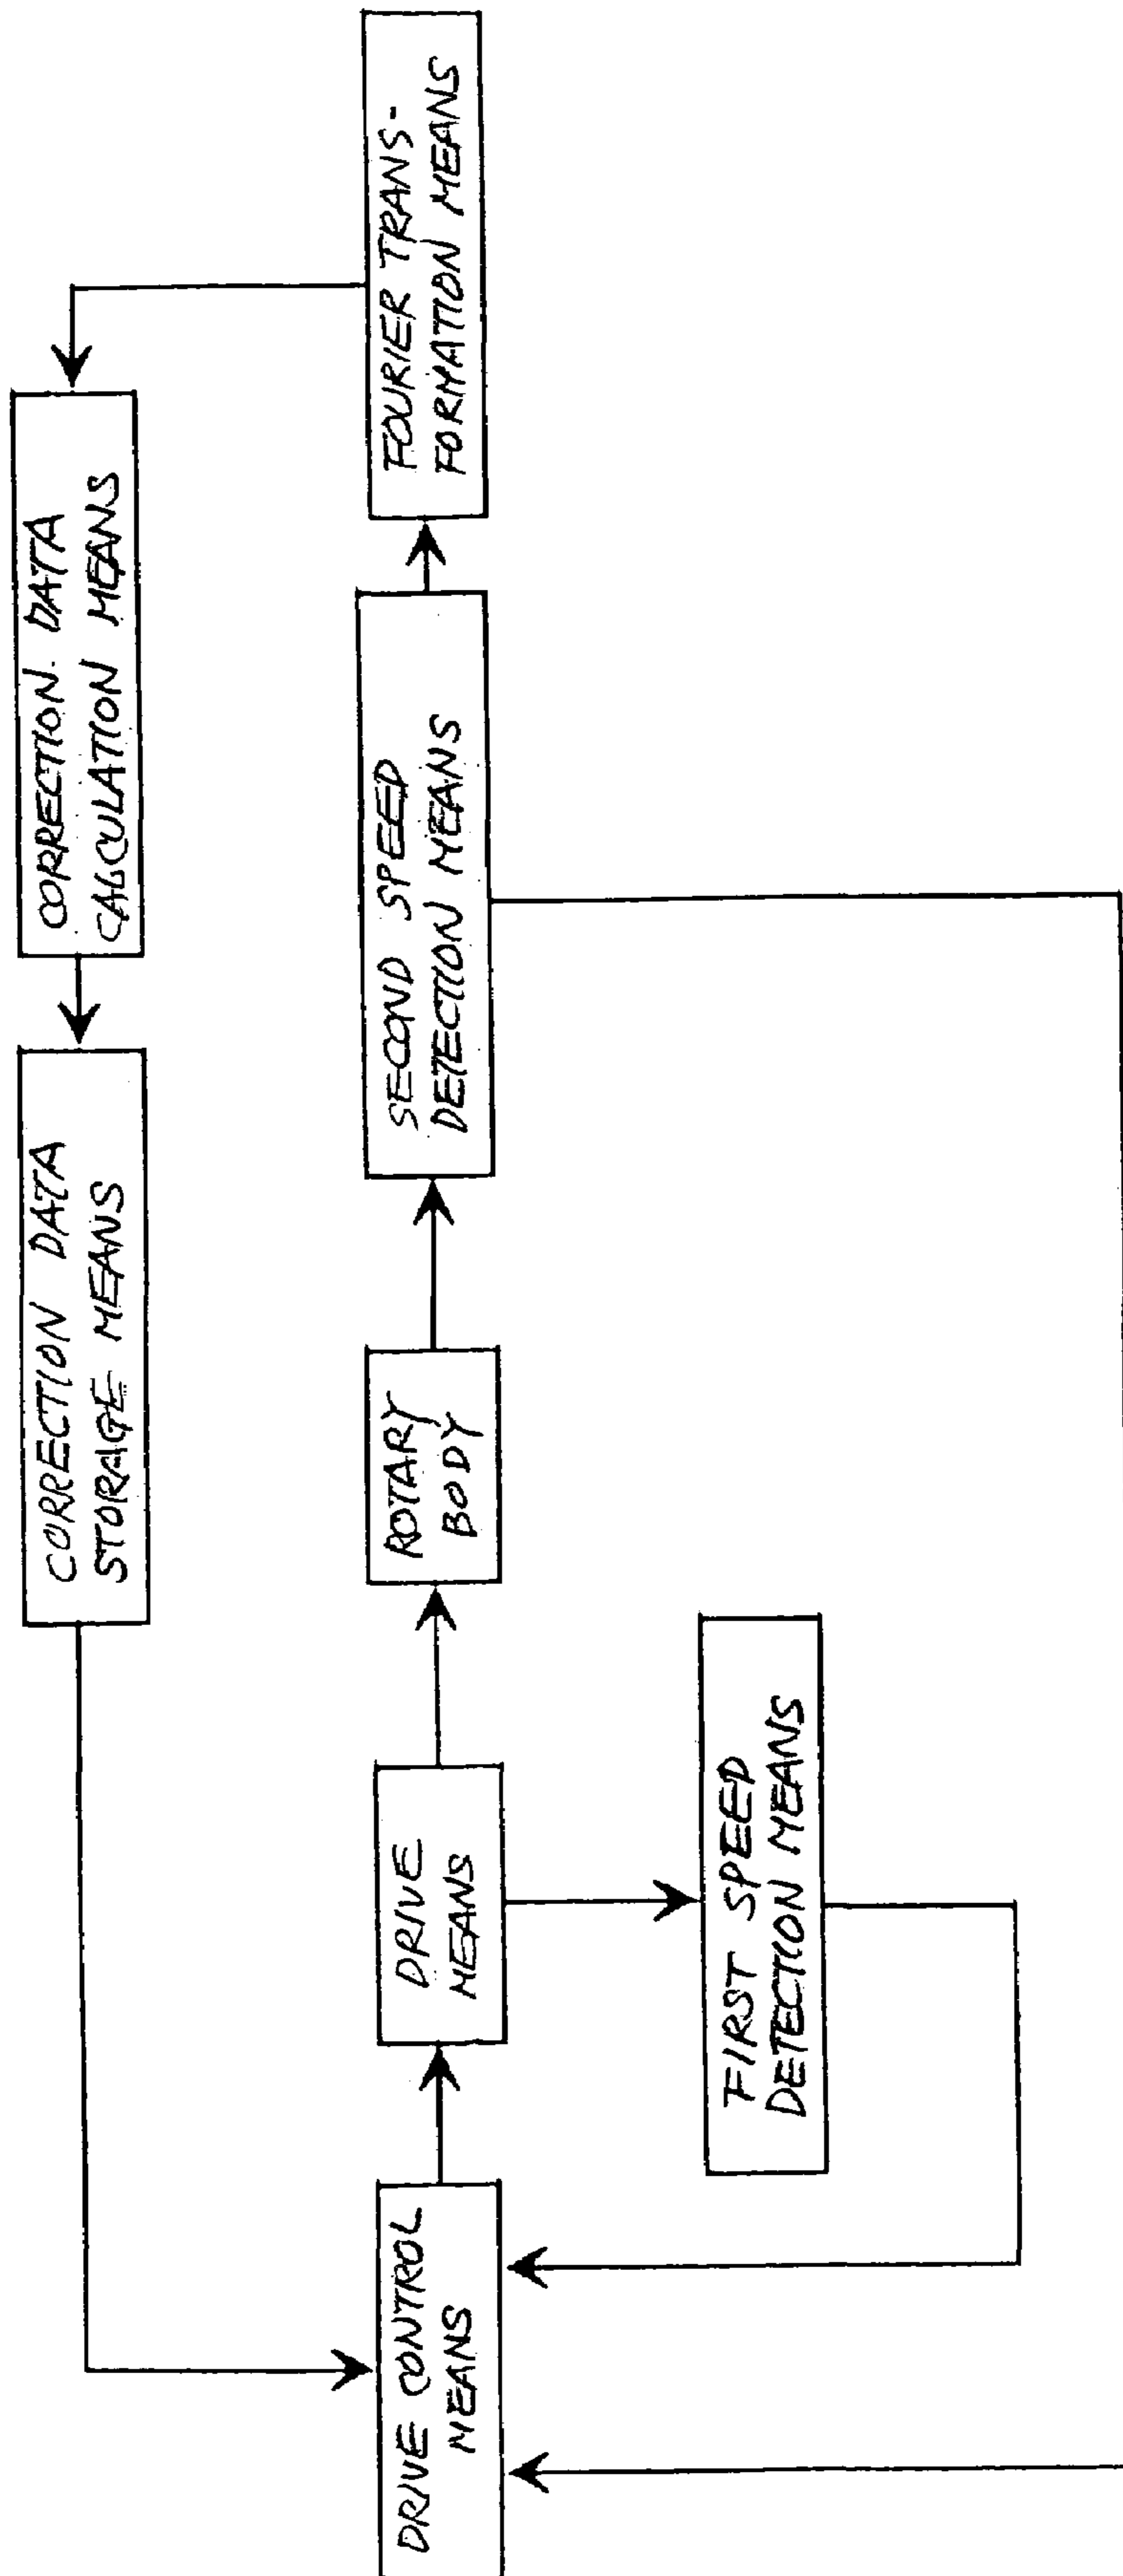 CORRECTION DATA
STORAGE MEANS
CORRECTION DATA
CALCULATION MEANS
DRIVE CONTROL
MEANS
DRIVE
MEANS
ROTARY
BODY
SECOND SPEED
DETECTION MEANS
FOURIER TRANS-
FORMATION MEANS
FIRST SPEED
DETECTION MEANS